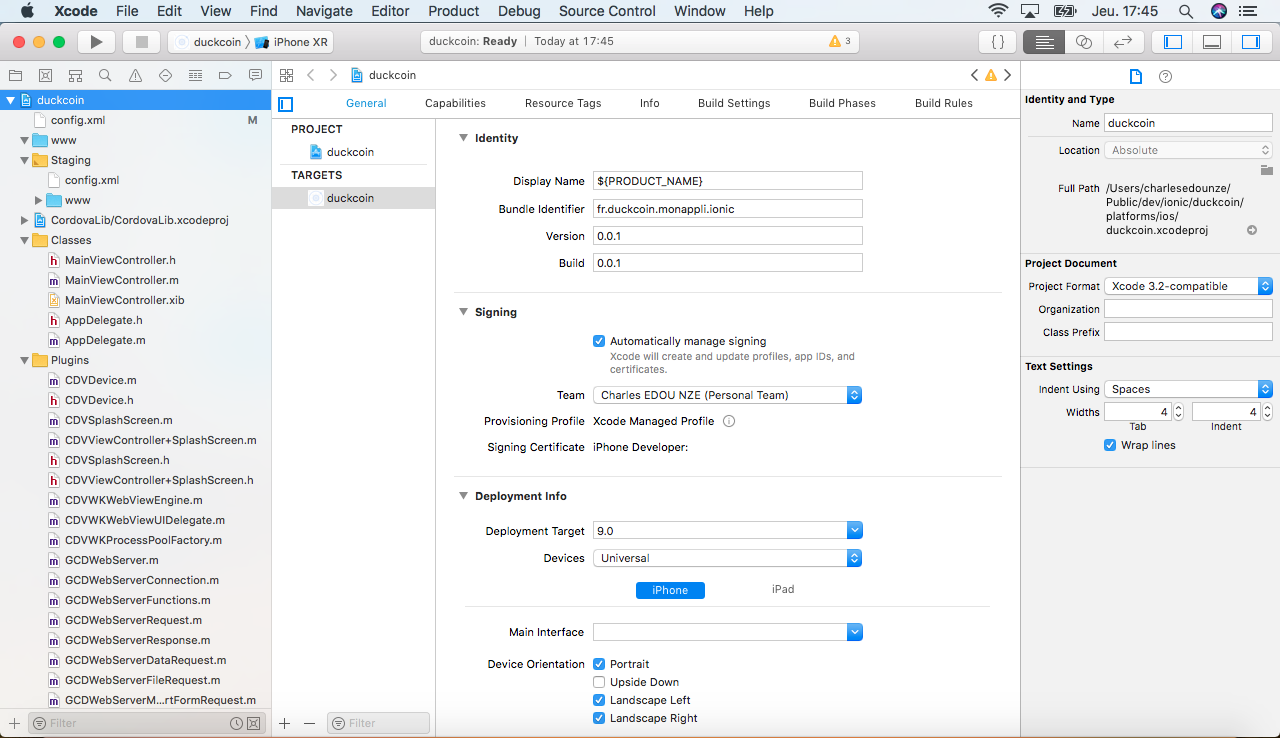 Xcode File Edit View Find Navigate Editor Product Debug Source Control Window Help Jeu. 17:45
duckcoin iPhone XR duckcoin: Ready | Today at 17:45 3
duckcoin
duckcoin
config.xml M
www
Staging
config.xml
www
CordovaLib/CordovaLib.xcodeproj
Classes
MainViewController.h
MainViewController.m
MainViewController.xib
AppDelegate.h
AppDelegate.m
Plugins
CDVDevice.m
CDVDevice.h
CDVSplashScreen.m
CDVViewController+SplashScreen.m
CDVSplashScreen.h
CDVViewController+SplashScreen.h
CDVWKWebViewEngine.m
CDVWKWebViewUIDelegate.m
CDVWKProcessPoolFactory.m
GCDWebServer.m
GCDWebServerConnection.m
GCDWebServerFunctions.m
GCDWebServerRequest.m
GCDWebServerResponse.m
GCDWebServerDataRequest.m
GCDWebServerFileRequest.m
GCDWebServerM...rtFormRequest.m
Filter
General Capabilities Resource Tags Info Build Settings Build Phases Build Rules
PROJECT
duckcoin
TARGETS
duckcoin
Filter
Identity
Display Name ${PRODUCT_NAME}
Bundle Identifier fr.duckcoin.monappli.ionic
Version 0.0.1
Build 0.0.1
Signing
Automatically manage signing
Xcode will create and update profiles, app IDs, and
certificates.
Team Charles EDOU NZE (Personal Team)
Provisioning Profile Xcode Managed Profile
Signing Certificate iPhone Developer:
Deployment Info
Deployment Target 9.0
Devices Universal
iPhone iPad
Main Interface
Device Orientation Portrait
Upside Down
Landscape Left
Landscape Right
Identity and Type
Name duckcoin
Location Absolute
Full Path /Users/charlesedounze/
Public/dev/ionic/duckcoin/
platforms/ios/
duckcoin.xcodeproj
Project Document
Project Format Xcode 3.2-compatible
Organization
Class Prefix
Text Settings
Indent Using Spaces
Widths 4 4
Tab Indent
Wrap lines